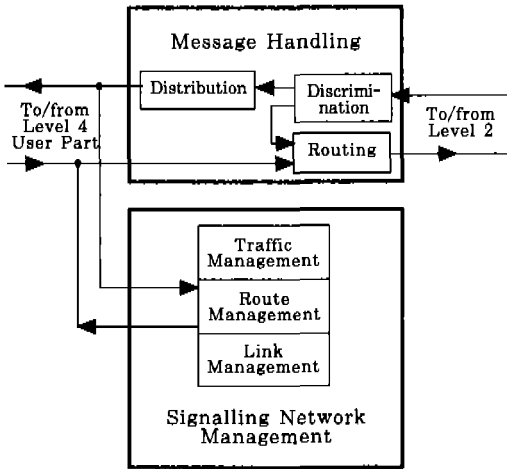 Message Handling
Distribution
Discrimi-
nation
To/from
Level 4
User Part
To/from
Level 2
Routing
Traffic
Management
Route
Management
Link
Management
Signalling Network
Management